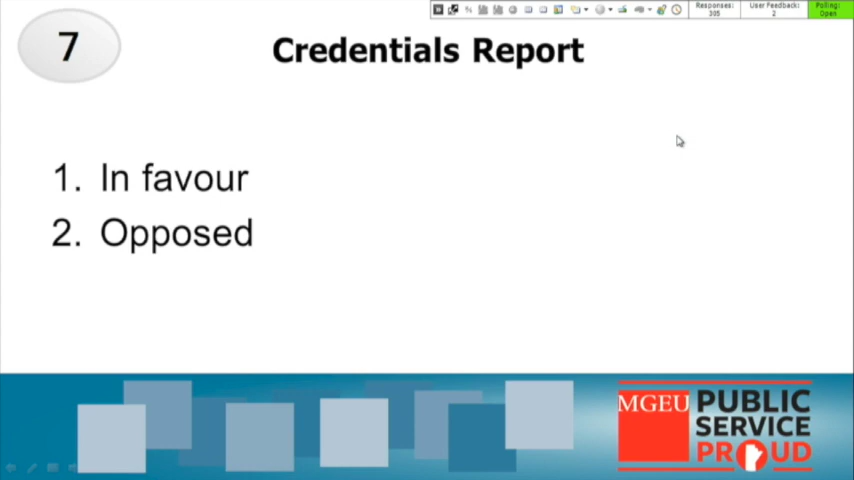 Responses:
305
User Feedback:
2
Polling:
Open
7
Credentials Report
1. In favour
2. Opposed
MGEU
PUBLIC
SERVICE
PROUD